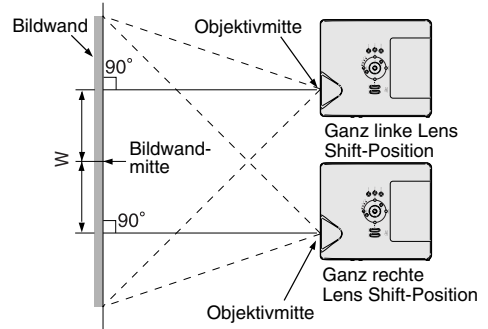 Bildwand
Objektivmitte
90°
Ganz linke Lens
Shift-Position
W
Bildwand-
mitte
90°
Ganz rechte
Lens Shift-Position
Objektivmitte